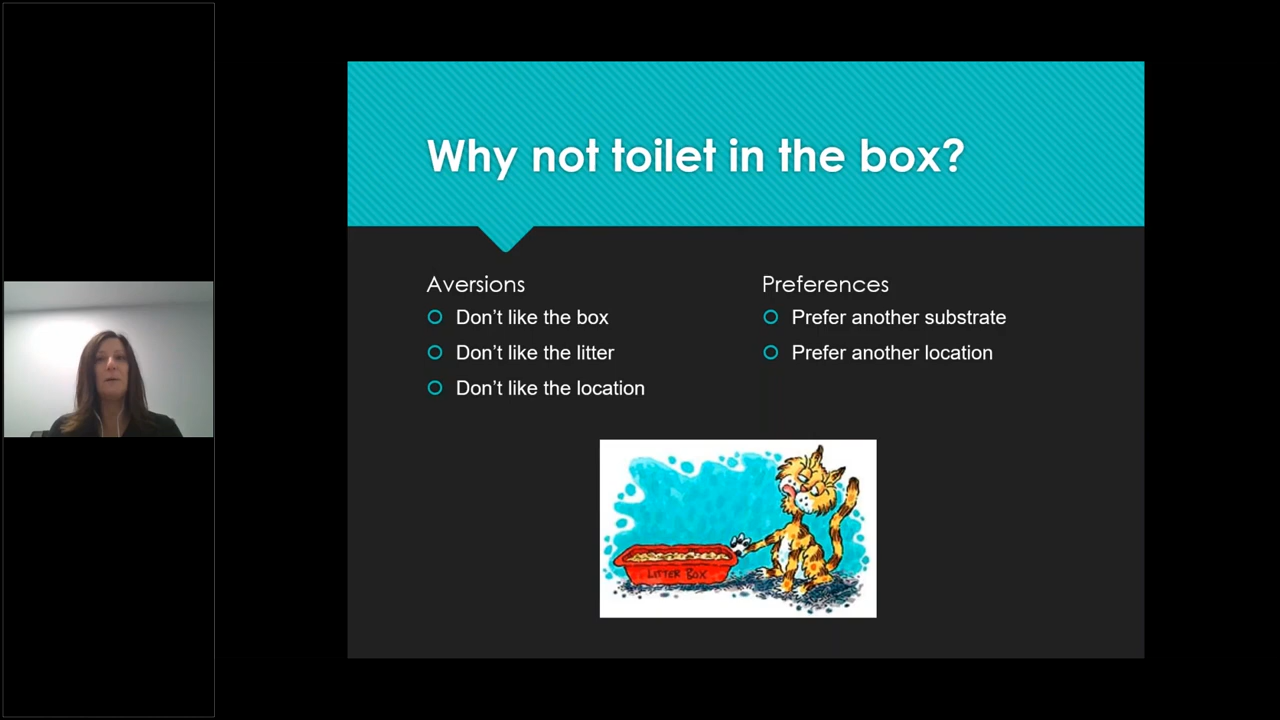 Why not toilet in the box?
Aversions
Don't like the box
Don't like the litter
Don't like the location
Preferences
Prefer another substrate
Prefer another location
LITTER BOX